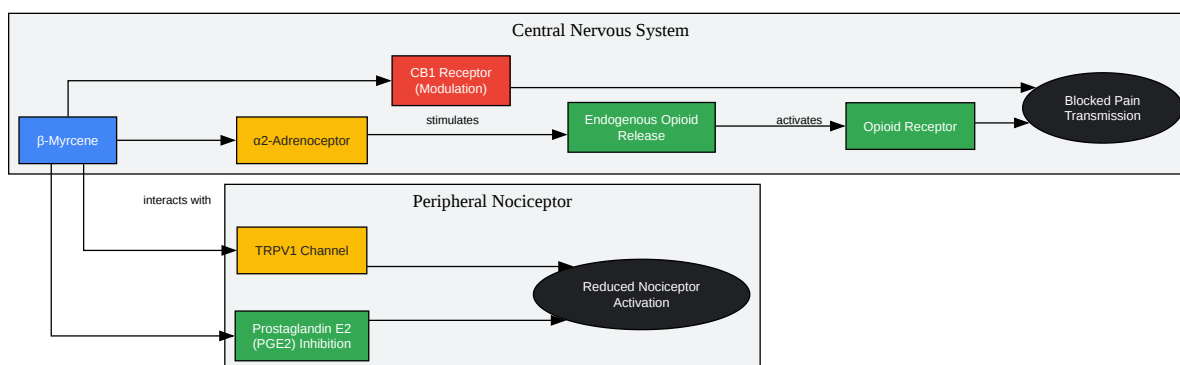 Central Nervous System
CB1 Receptor
(Modulation)
Blocked Pain
Transmission
β-Myrcene
α2-Adrenoceptor
stimulates
Endogenous Opioid
Release
activates
Opioid Receptor
interacts with
Peripheral Nociceptor
TRPV1 Channel
Reduced Nociceptor
Activation
Prostaglandin E2
(PGE2) Inhibition